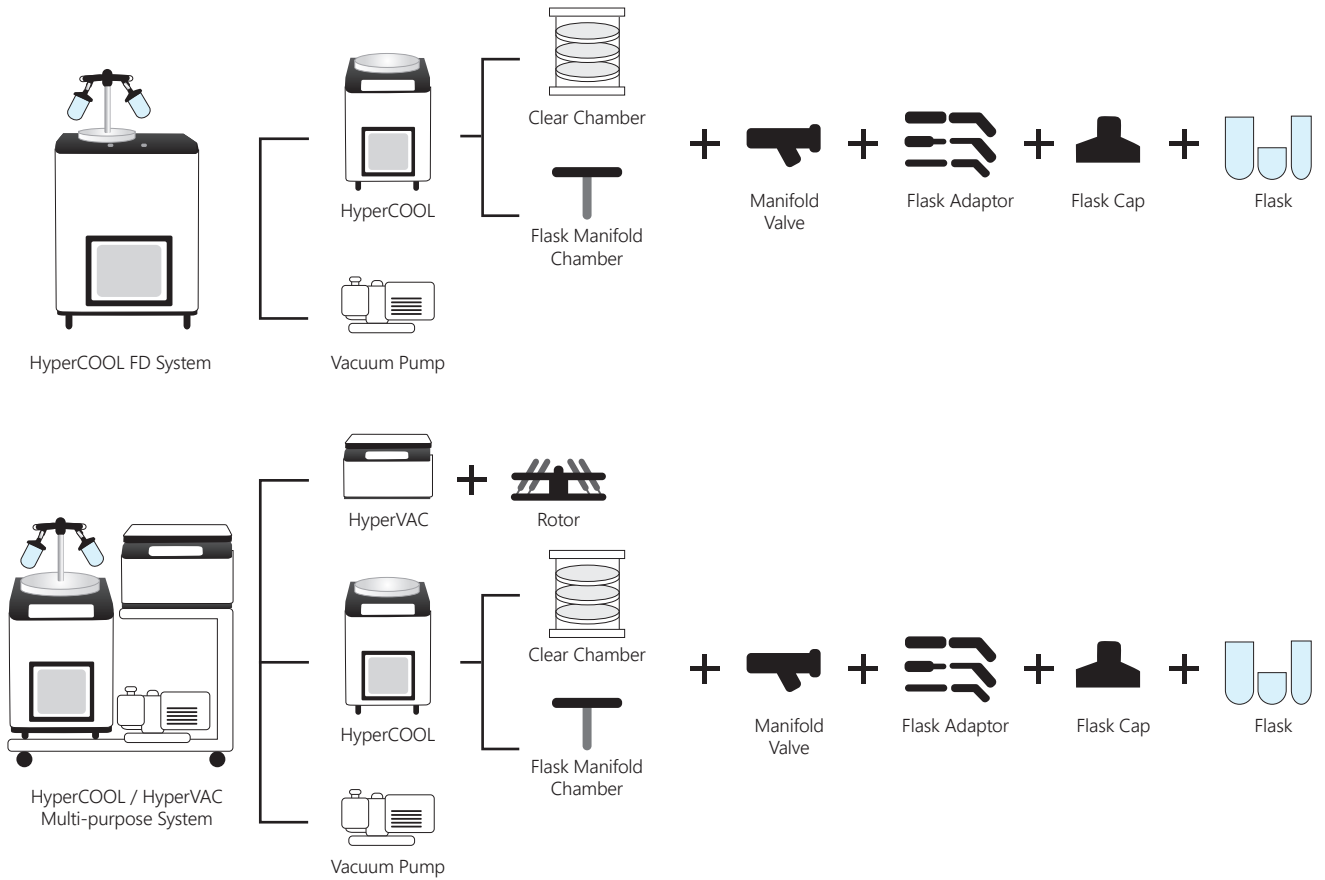 Clear Chamber
HyperCOOL
Flask Manifold
Chamber
Manifold
Valve
Flask Adaptor
Flask Cap
Flask
HyperCOOL FD System
Vacuum Pump
HyperVAC
Rotor
Clear Chamber
HyperCOOL
Flask Manifold
Chamber
Manifold
Valve
Flask Adaptor
Flask Cap
Flask
HyperCOOL / HyperVAC
Multi-purpose System
Vacuum Pump